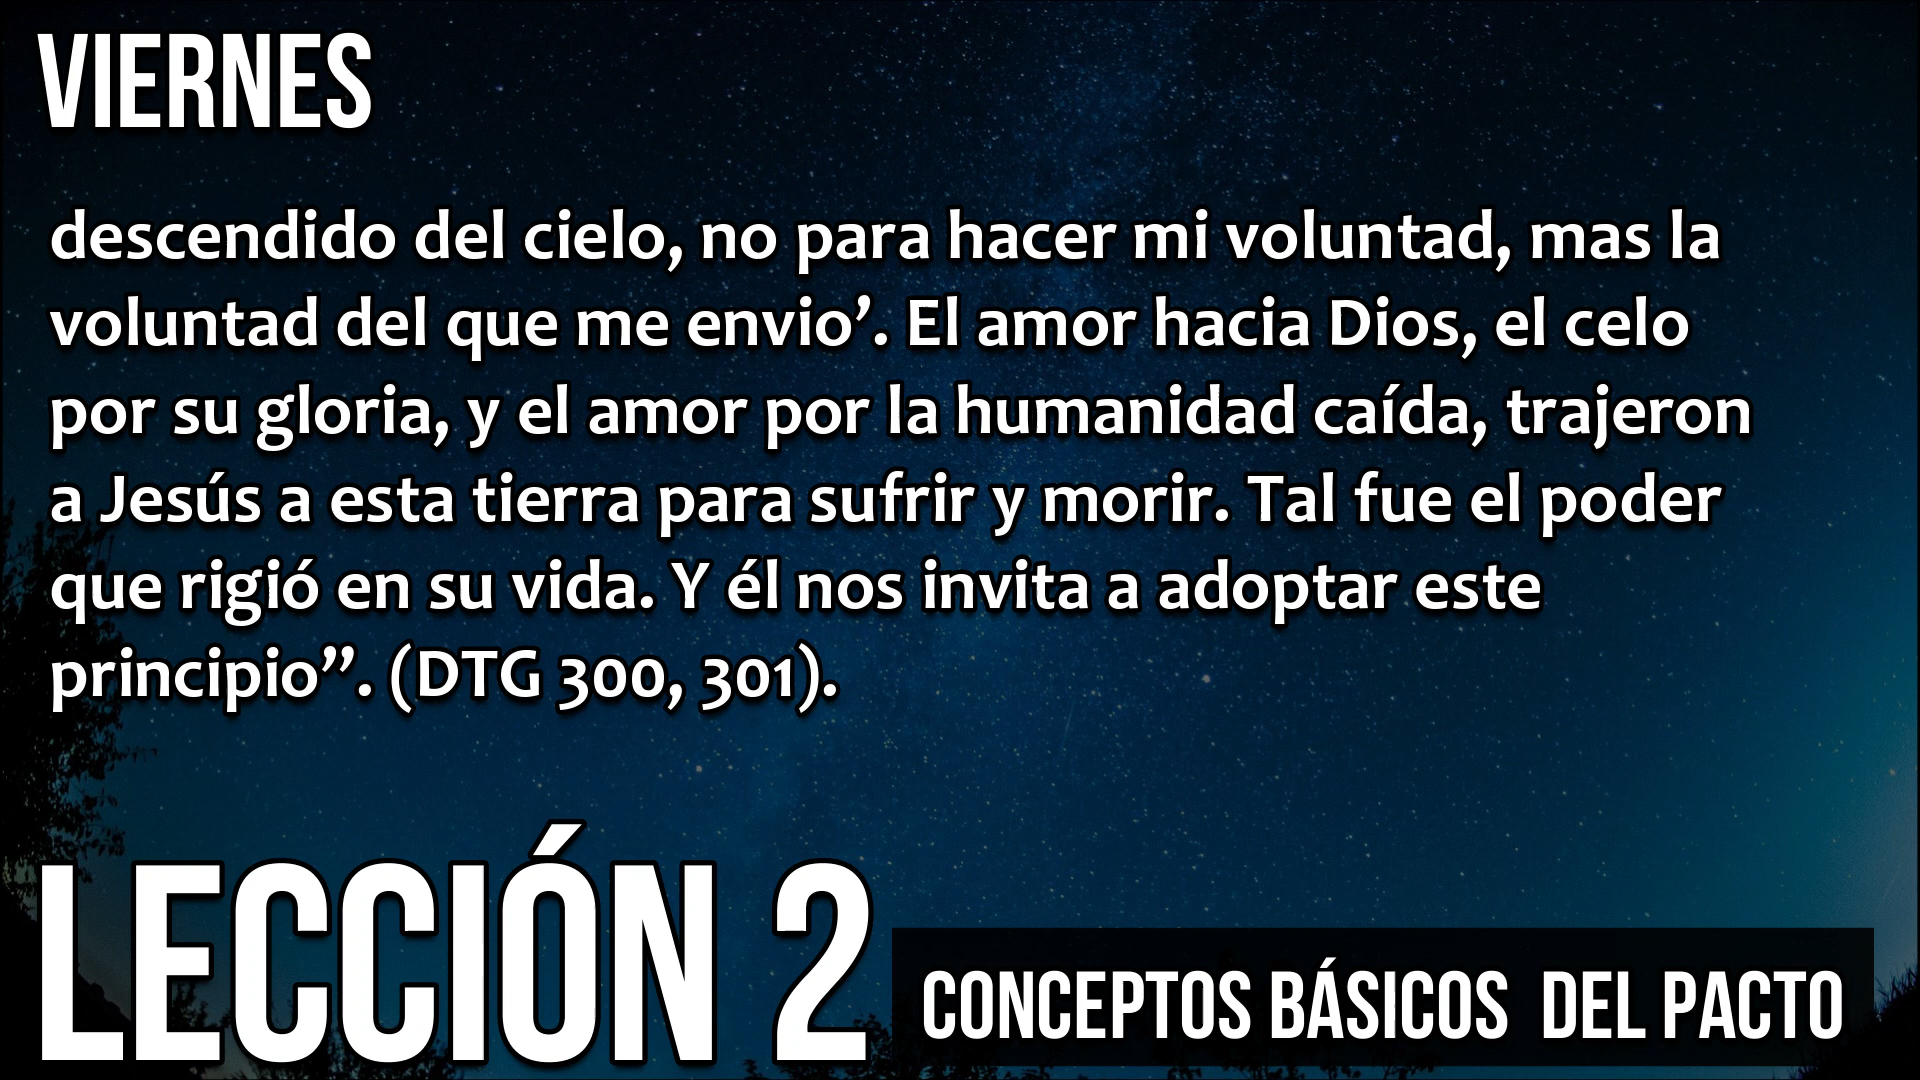 VIERNES
descendido del cielo, no para hacer mi voluntad, mas la
voluntad del que me envio’. El amor hacia Dios, el celo
por su gloria, y el amor por la humanidad caída, trajeron
a Jesús a esta tierra para sufrir y morir. Tal fue el poder
que rigió en su vida. Y él nos invita a adoptar este
principio”. (DTG 300, 301).
LECCIÓN 2
CONCEPTOS BÁSICOS  DEL PACTO